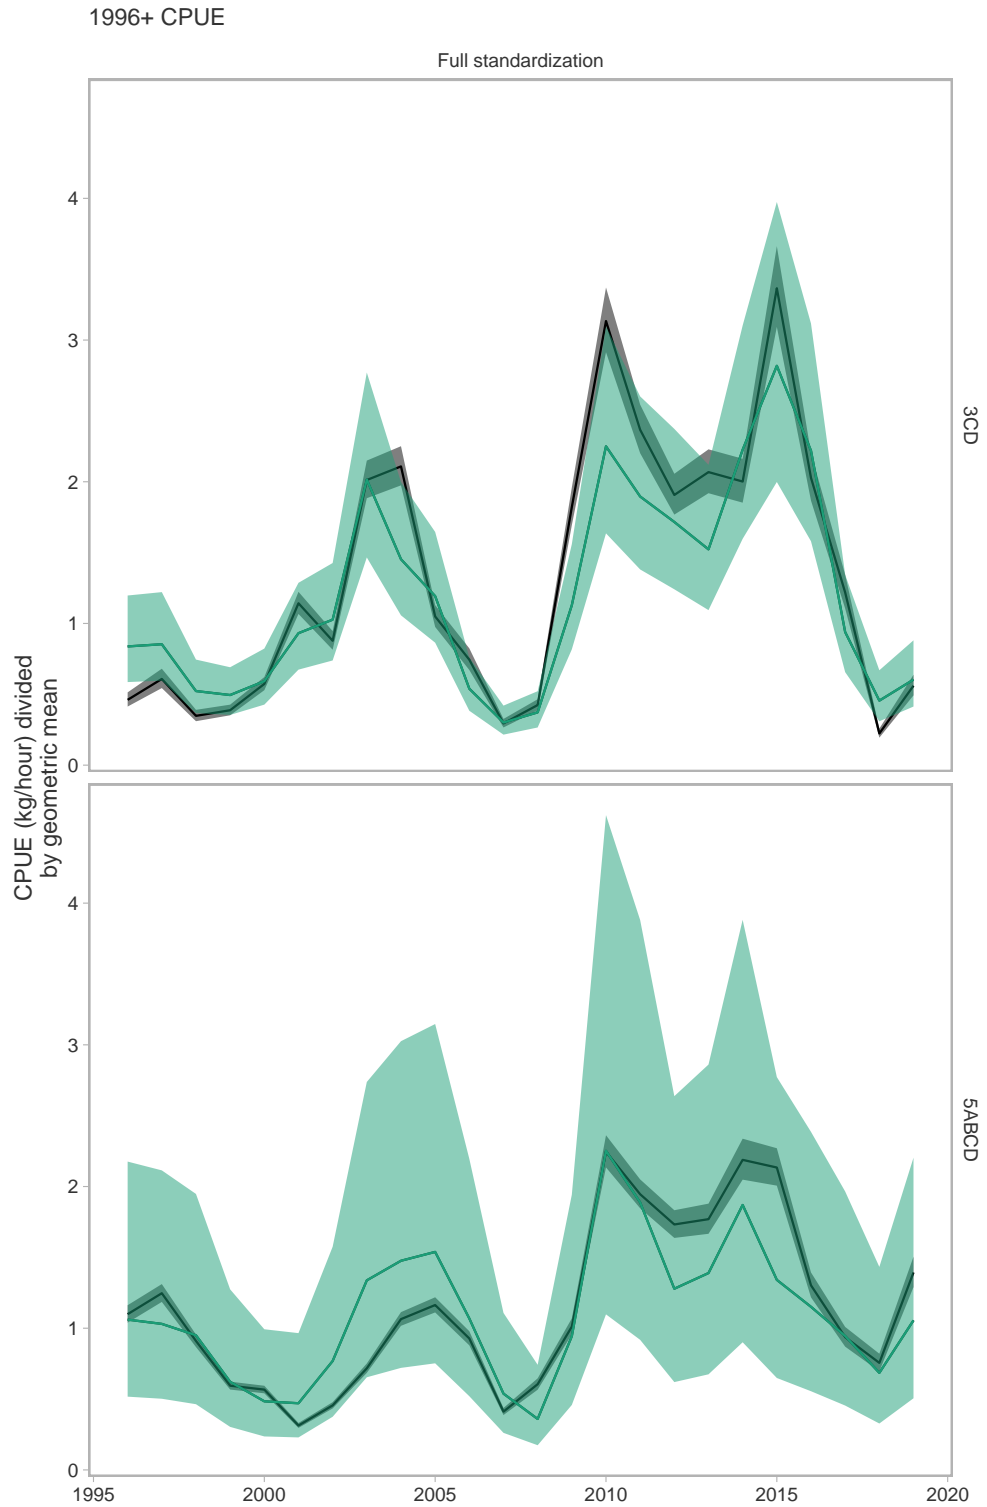 1996+ CPUE
Full standardization
4
3
2
1
0
3CD
CPUE (kg/hour) divided
by geometric mean
4
3
2
1
0
5ABCD
1995
2000
2005
2010
2015
2020